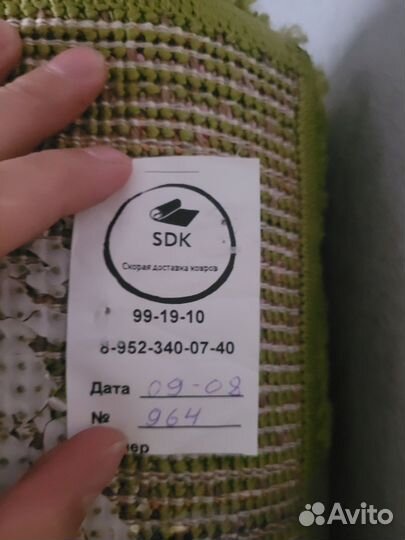 SDK
Скорая доставка ковров
99-19-10
8-952-340-07-40
Дата 09-08
№ 964
Avito